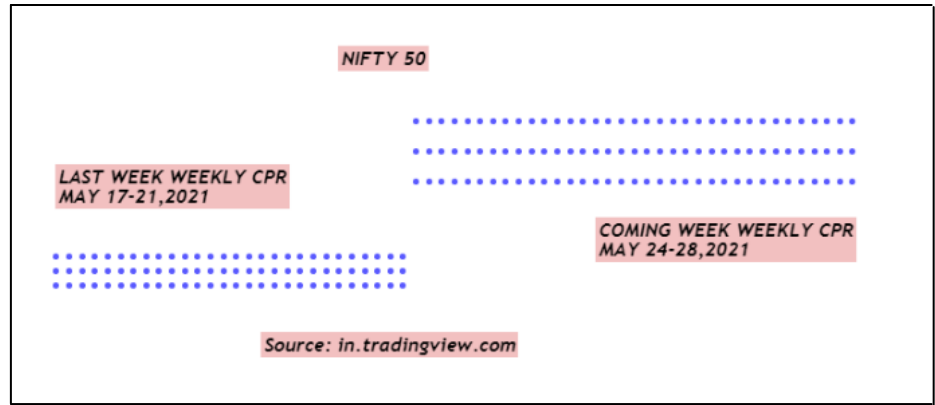 NIFTY 50
LAST WEEK WEEKLY CPR
MAY 17-21,2021
COMING WEEK WEEKLY CPR
MAY 24-28,2021
Source: in.tradingview.com